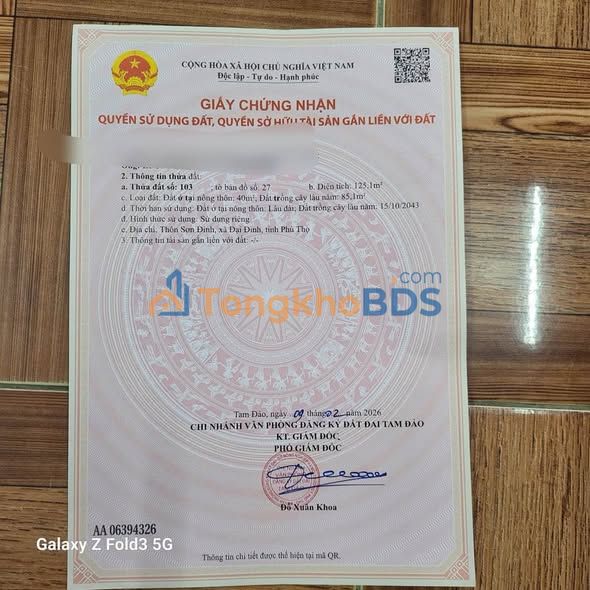 CỘNG HÒA XÃ HỘI CHỦ NGHĨA VIỆT NAM
Độc lập - Tự do - Hạnh phúc
GIẤY CHỨNG NHẬN
QUYỀN SỬ DỤNG ĐẤT, QUYỀN SỞ HỮU TÀI SẢN GẮN LIỀN VỚI ĐẤT
2. Thông tin thửa đất:
a. Thửa đất số: 103 ; tờ bản đồ số: 27 b. Diện tích: 125,1m²
c. Loại đất: Đất ở tại nông thôn: 40m²; Đất trồng cây lâu năm: 85,1m²
d. Thời hạn sử dụng: Đất ở tại nông thôn: Lâu dài; Đất trồng cây lâu năm: 15/10/2043
đ. Hình thức sử dụng: Sử dụng riêng
e. Địa chỉ: Thôn Sơn Đình, xã Đại Đình, tỉnh Phú Thọ
3. Thông tin tài sản gắn liền với đất: -/-
TongkhoBDS.com
Tam Đảo, ngày 09 tháng 02 năm 2026
CHI NHÁNH VĂN PHÒNG ĐĂNG KÝ ĐẤT ĐAI TAM ĐẢO
KT. GIÁM ĐỐC
PHÓ GIÁM ĐỐC
Đỗ Xuân Khoa
AA 06394326
Galaxy Z Fold3 5G
Thông tin chi tiết được thể hiện tại mã QR.